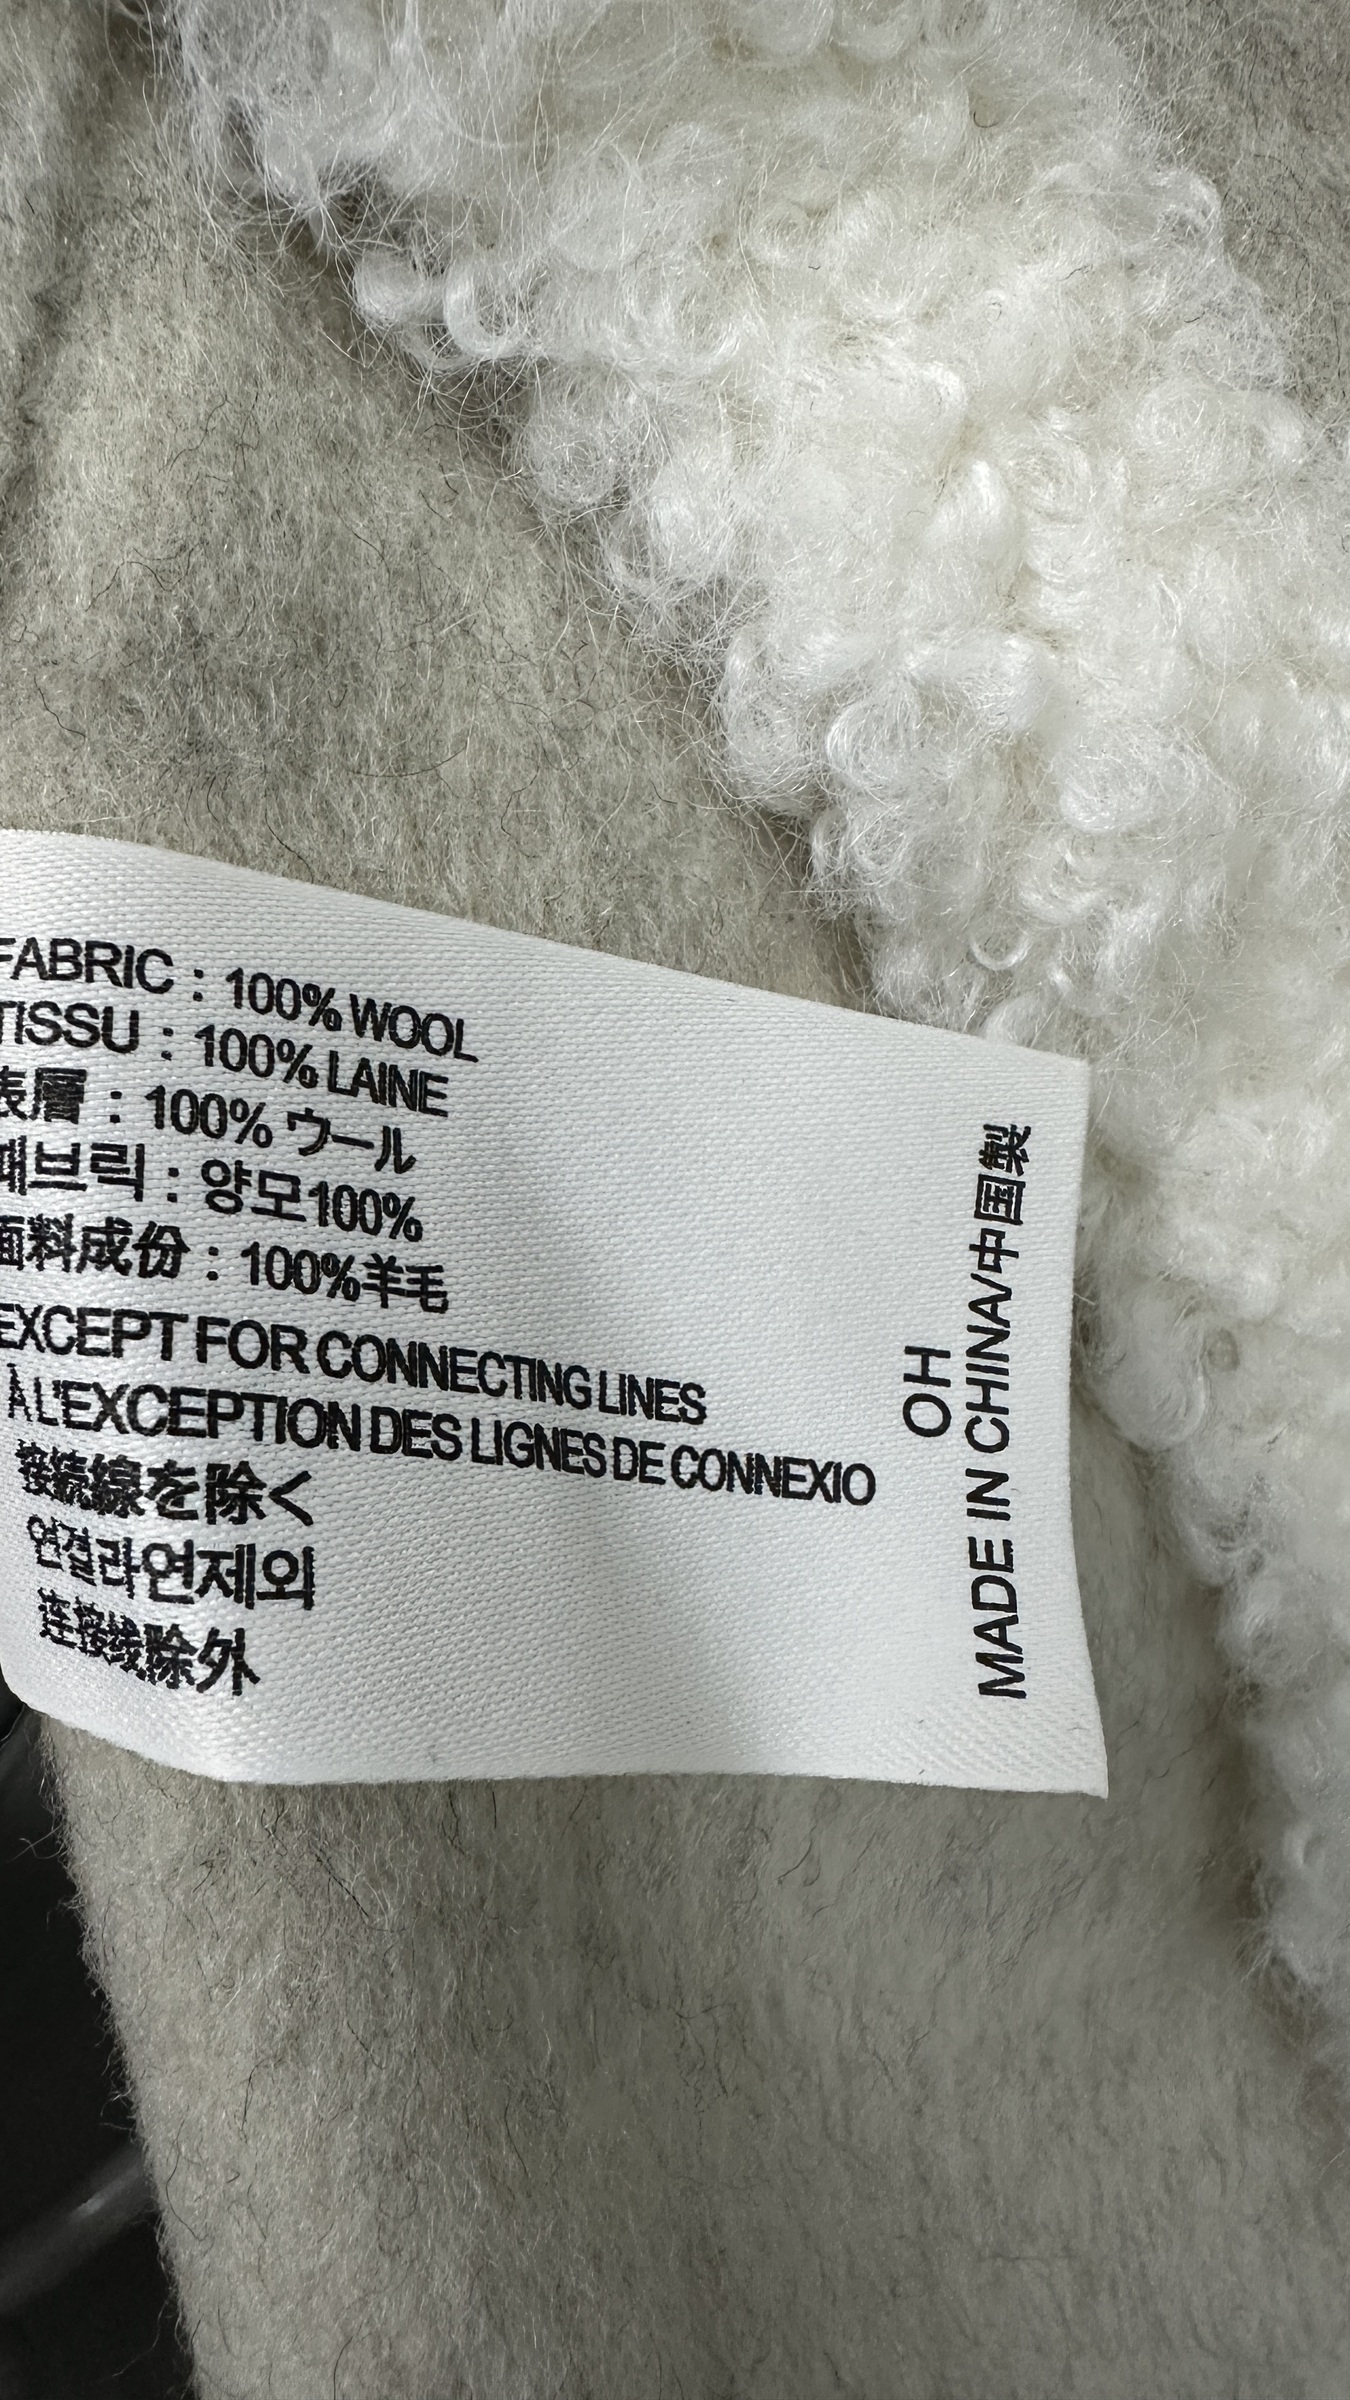 FABRIC : 100% WOOL
TISSU : 100% LAINE
表層 : 100% ウール
패브릭 : 양모100%
面料成份 : 100%羊毛
EXCEPT FOR CONNECTING LINES
À L'EXCEPTION DES LIGNES DE CONNEXIO
接続線を除く
연결라연제외
连接线除外
OH
MADE IN CHINA/中国製